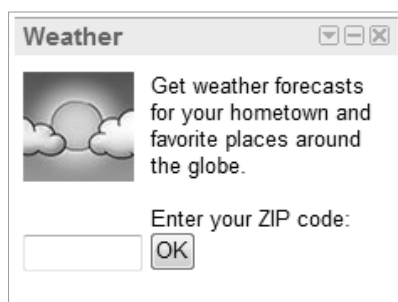 Weather
Get weather forecasts
for your hometown and
favorite places around
the globe.
Enter your ZIP code:
OK